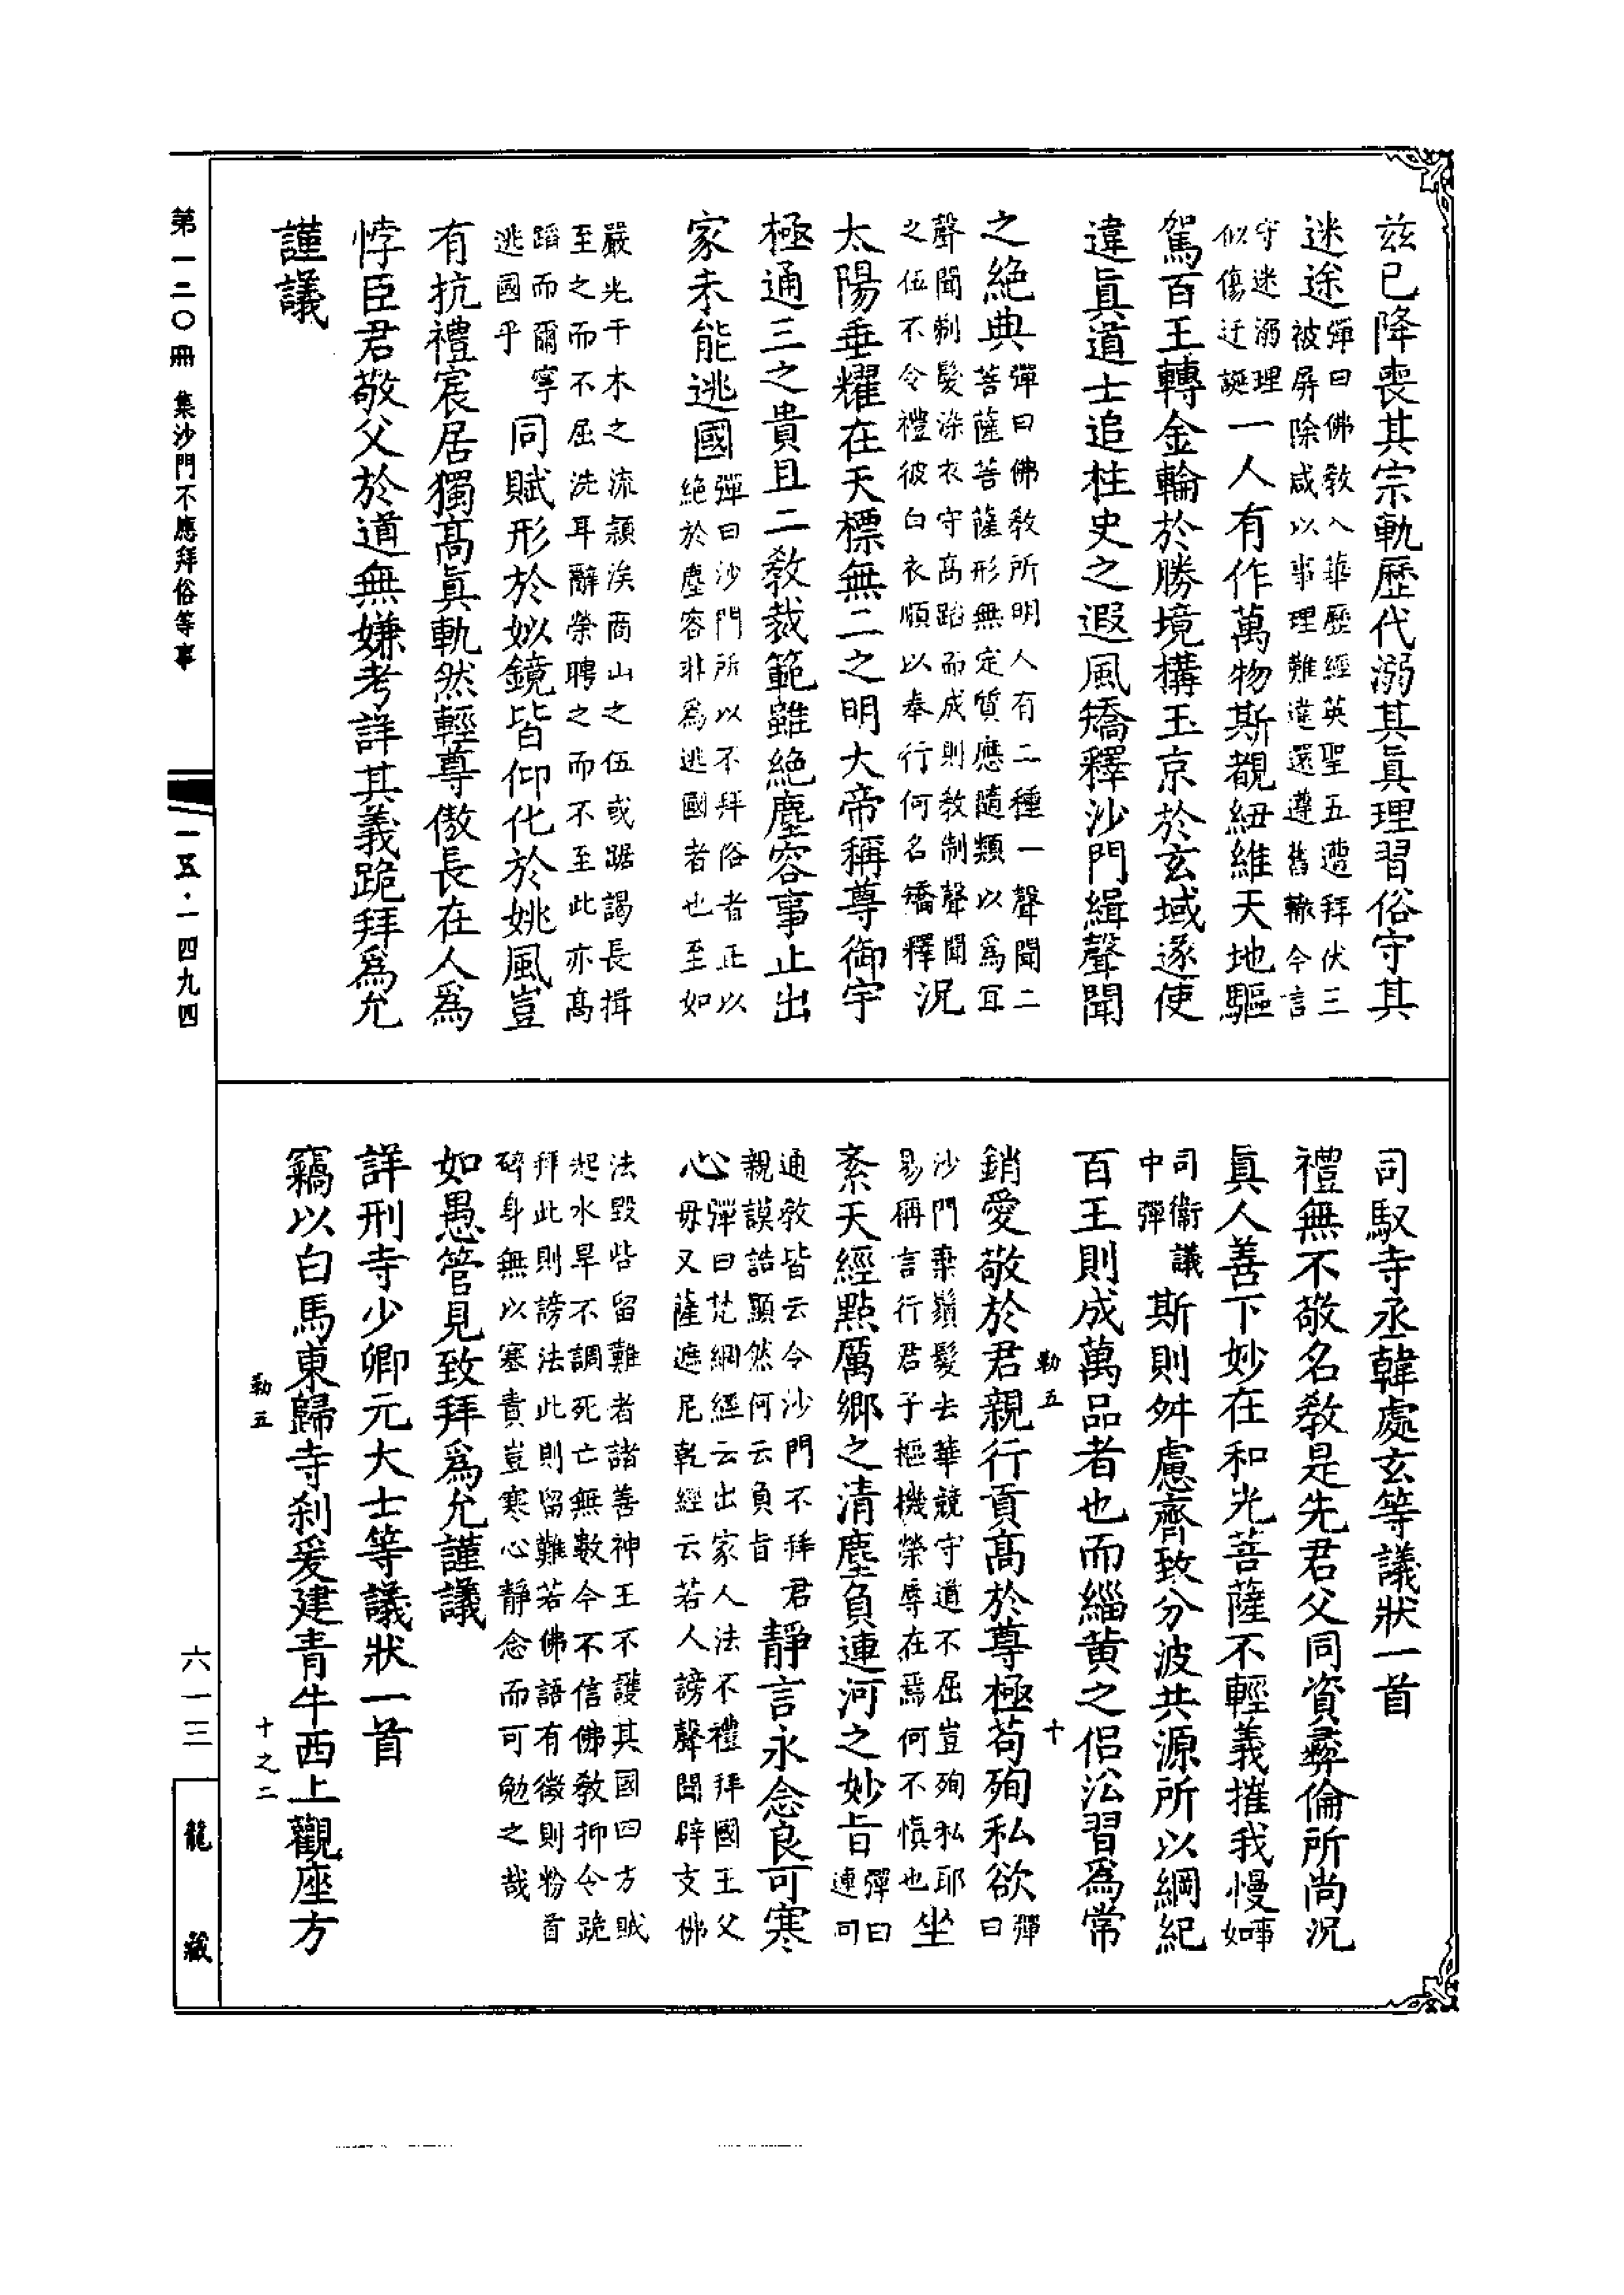 兹已降喪其宗軌歷代溺其眞理習俗守其
迷途彈曰佛教入華歷經英聖五遭拜伏三被屏除咸以事理難違還遵舊轍今言
守迷溺理似傷迂誕一人有作萬物斯覩紐維天地驅
駕百王轉金輪於勝境搆玉京於玄域遂使
違眞道士追柱史之遐風矯釋沙門緝聲聞
之絶典彈曰佛教所明人有二種一聲聞二菩薩菩薩形無定質應隨類以爲冝
聲聞剃髮染衣守高蹈而成則教制聲聞之伍不令禮彼白衣順以奉行何名矯釋況
太陽垂耀在天標無二之明大帝稱尊御宇
極通三之貴且二教裁範雖絶塵容事止出
家未能逃國彈曰沙門所以不拜俗者正以絶於塵容非爲逃國者也至如
嚴光干木之流潁涘商山之伍或踞謁長揖至之而不屈洗耳辭榮聘之而不至此亦高
蹈而爾寧逃國乎同賦形於姒鏡皆仰化於姚風豈
有抗禮宸居獨高眞軌然輕尊傲長在人爲
悖臣君敬父於道無嫌考詳其義跪拜爲允
謹議
司馭寺丞韓處玄等議狀一首
禮無不敬名教是先君父同資彝倫所尚況
眞人善下妙在和光菩薩不輕義摧我慢事如
司衛議中彈斯則舛慮齊致分波共源所以綱紀
百王則成萬品者也而緇黄之侣沿習爲常
勒五
十
銷愛敬於君親行貢高於尊極苟殉私欲彈曰
沙門棄鬚髮去華競守道不屈豈殉私耶易稱言行君子樞機榮辱在焉何不慎也坐
紊天經點厲鄉之清塵負連河之妙旨彈曰連河
通教皆云令沙門不拜君親謨誥顯然何云負旨靜言永念良可寒
心彈曰梵網經云出家人法不禮拜國王父母又薩遮尼乾經云若人謗聲聞辟支佛
法毀呰留難者諸善神王不護其國四方賊起水旱不調死亡無數今不信佛教抑令跪
拜此則謗法此則留難若佛語有徵則粉首碎身無以塞責豈寒心靜念而可勉之哉
如愚管見致拜爲允謹議
詳刑寺少卿元大士等議狀一首
竊以白馬東歸寺刹爰建青牛西上觀座方
勒五
十之二
第一二〇冊 集沙門不應拜俗等事
一五·一四九四
六一三
龍藏